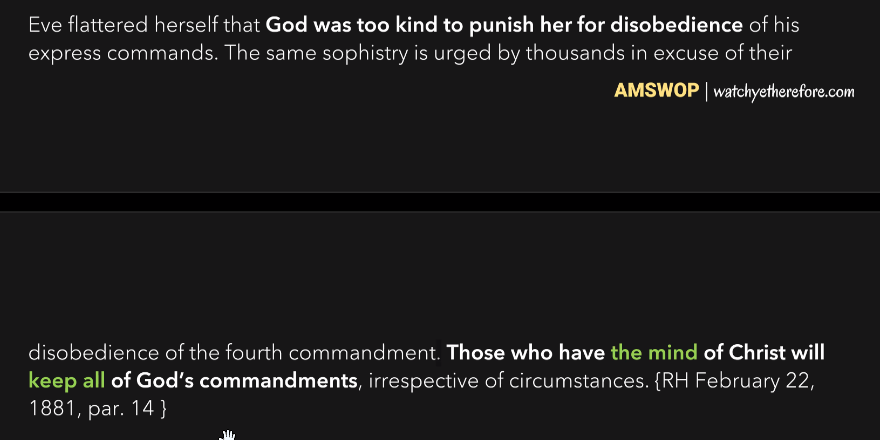 Eve flattered herself that God was too kind to punish her for disobedience of his
express commands. The same sophistry is urged by thousands in excuse of their
AMSWOP | watchyetherefore.com
disobedience of the fourth commandment. Those who have the mind of Christ will
keep all of God’s commandments, irrespective of circumstances. {RH February 22,
1881, par. 14 }